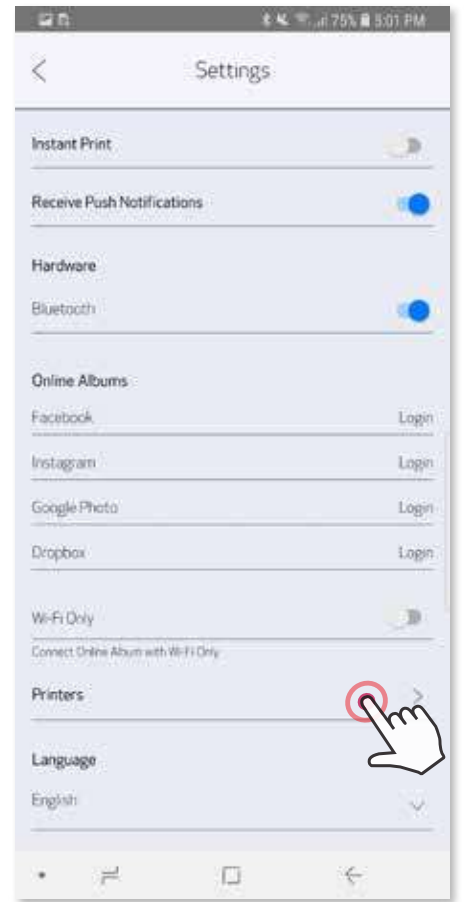 75% 5:01 PM
Settings
Instant Print
Receive Push Notifications
Hardware
Bluetooth
Online Albums
Facebook Login
Instagram Login
Google Photo Login
Dropbox Login
Wi-Fi Only
Connect Online Album with Wi-Fi Only
Printers
Language
English